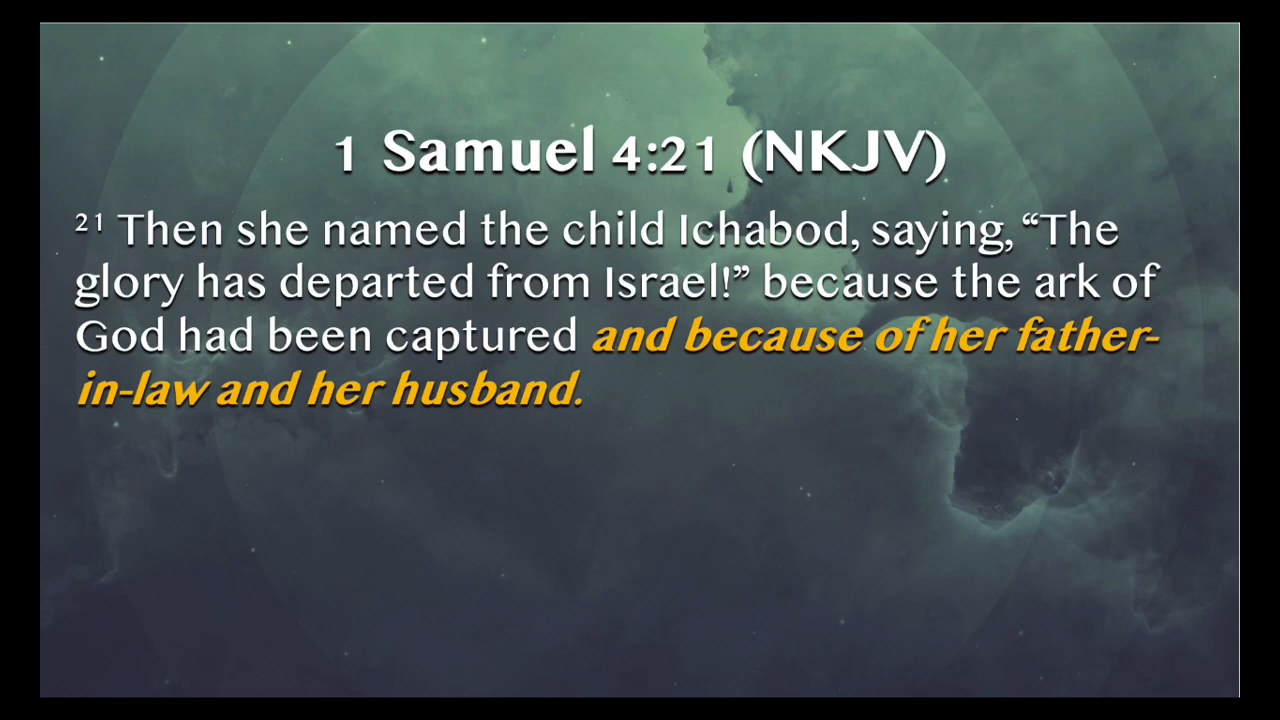 1 Samuel 4:21 (NKJV)
21 Then she named the child Ichabod, saying, “The
glory has departed from Israel!” because the ark of
God had been captured and because of her father-
in-law and her husband.